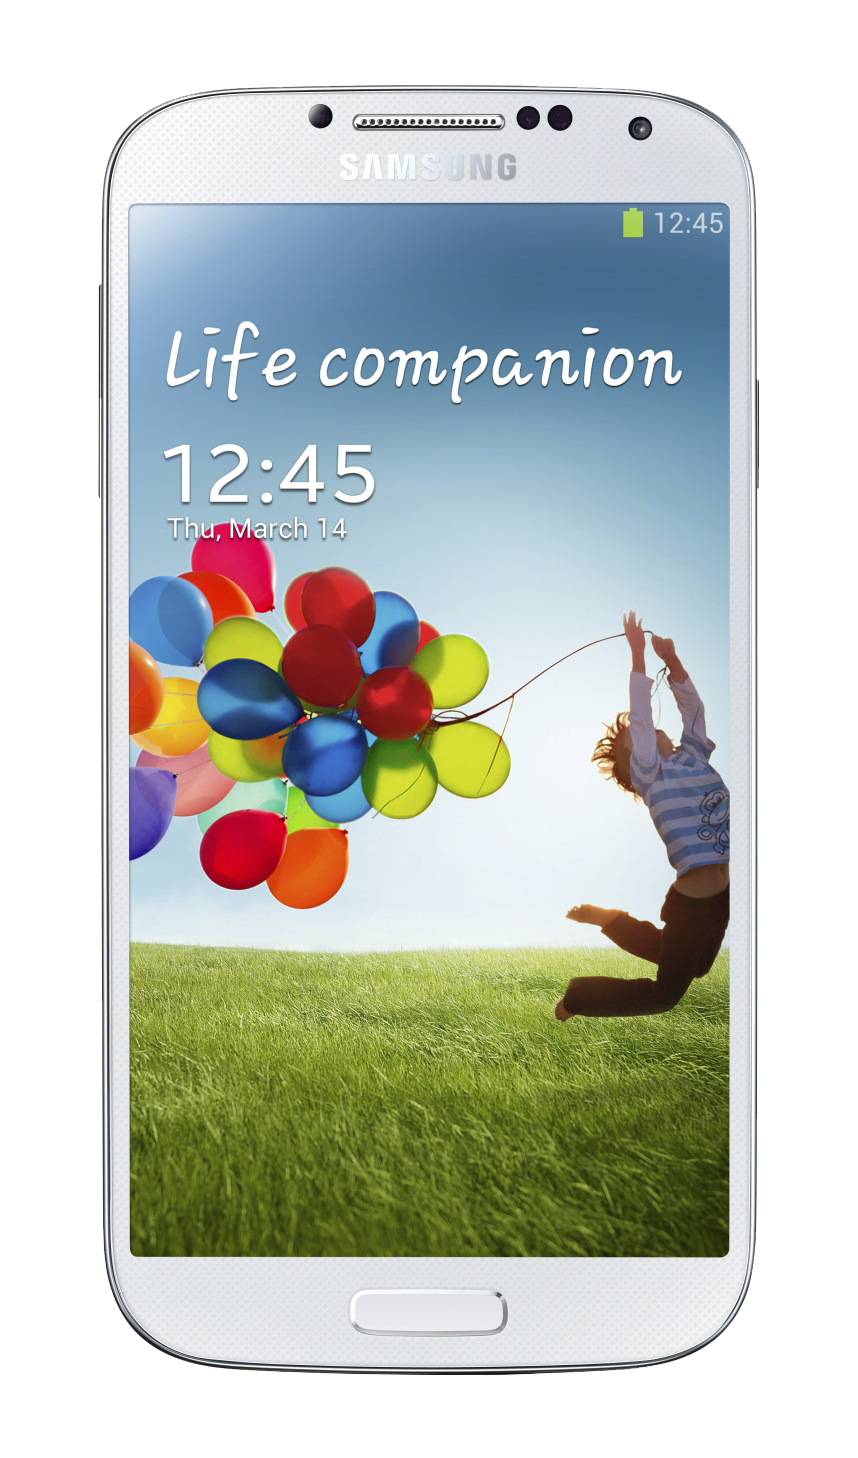 SAMSUNG
12:45
Life companion
12:45
Thu, March 14